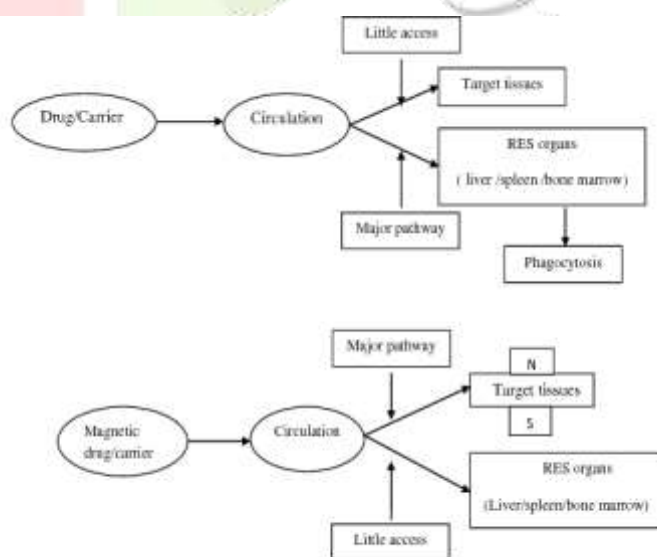 Little access
Target tissues
Drug/Carrier
Circulation
RES organs
( liver /spleen /bone marrow)
Major pathway
Phagocytosis
Major pathway
N
Target tissues
S
Magnetic
drug/carrier
Circulation
RES organs
(Liver/spleen/bone marrow)
Little access